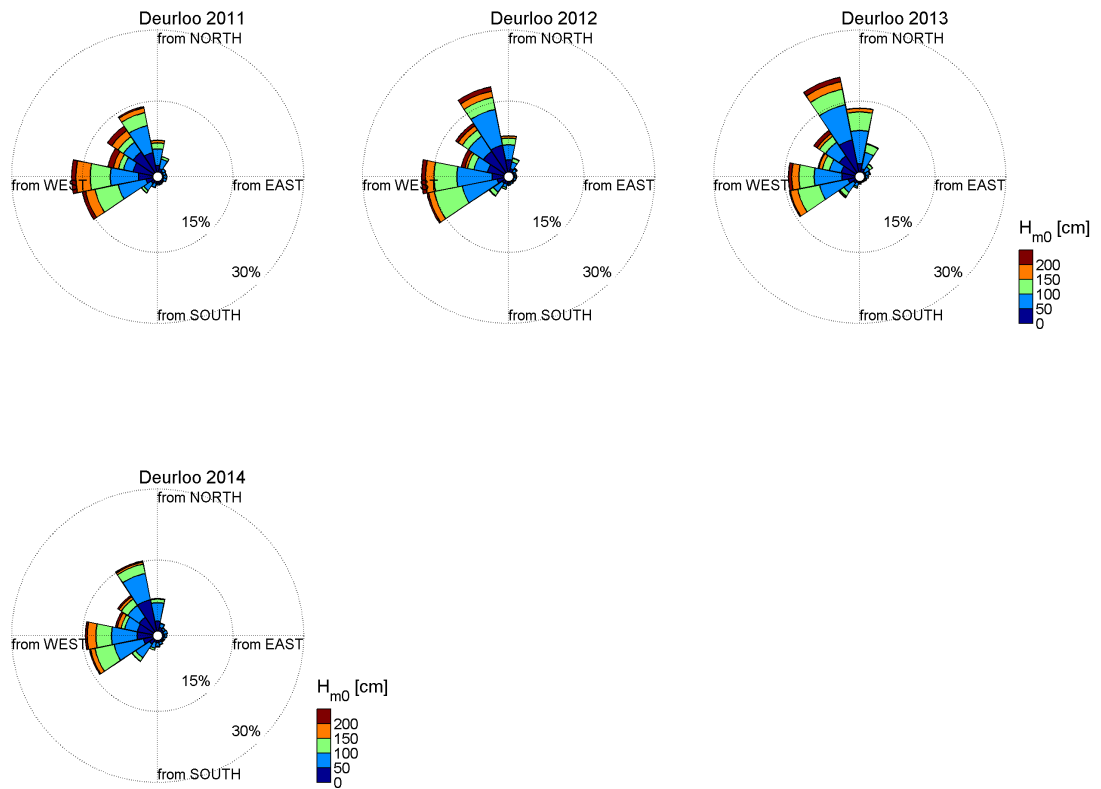 Deurloo 2011
from NORTH
from WEST
from EAST
15%
30%
from SOUTH
Deurloo 2012
from NORTH
from WEST
from EAST
15%
30%
from SOUTH
Deurloo 2013
from NORTH
from WEST
from EAST
15%
30%
from SOUTH
Hm0 [cm]
200
150
100
50
0
Deurloo 2014
from NORTH
from WEST
from EAST
15%
30%
from SOUTH
Hm0 [cm]
200
150
100
50
0